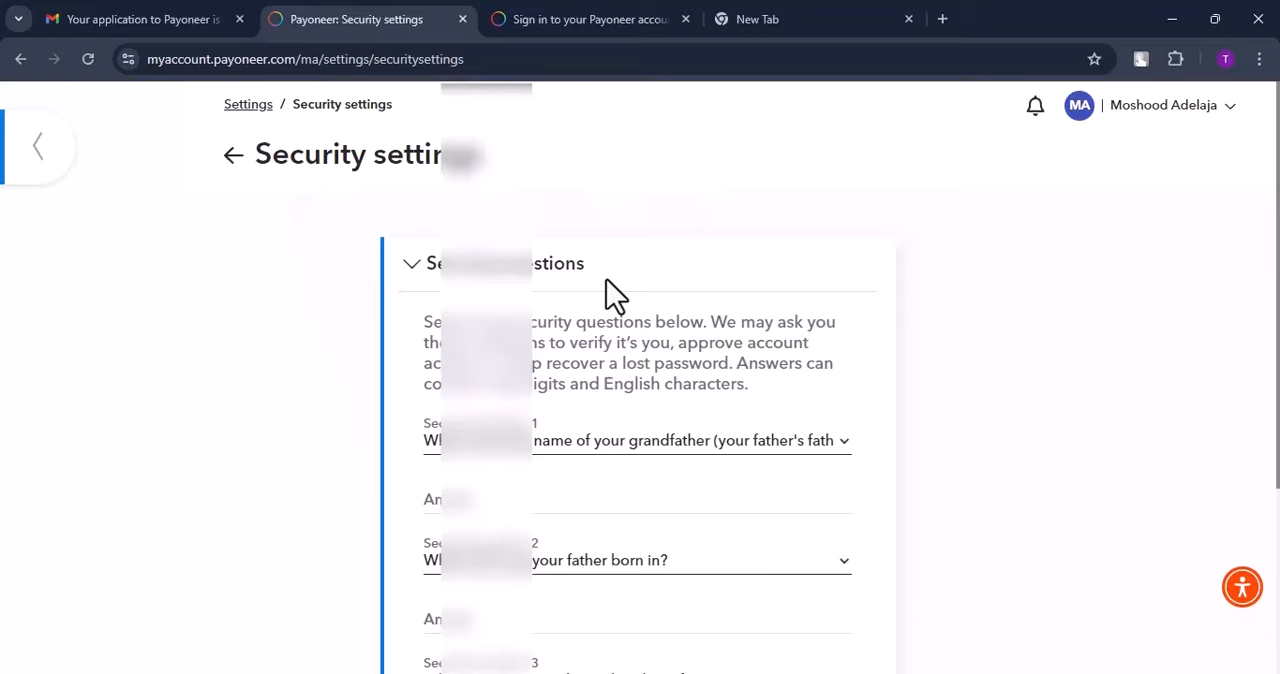 Your application to Payoneer is
Payoneer: Security settings
Sign in to your Payoneer accou
New Tab
myaccount.payoneer.com/ma/settings/securitysettings
T
Settings / Security settings
MA | Moshood Adelaja
Security settings
stions
curity questions below. We may ask you
to verify it's you, approve account
recover a lost password. Answers can
igits and English characters.
1
name of your grandfather (your father's fath
2
your father born in?
3